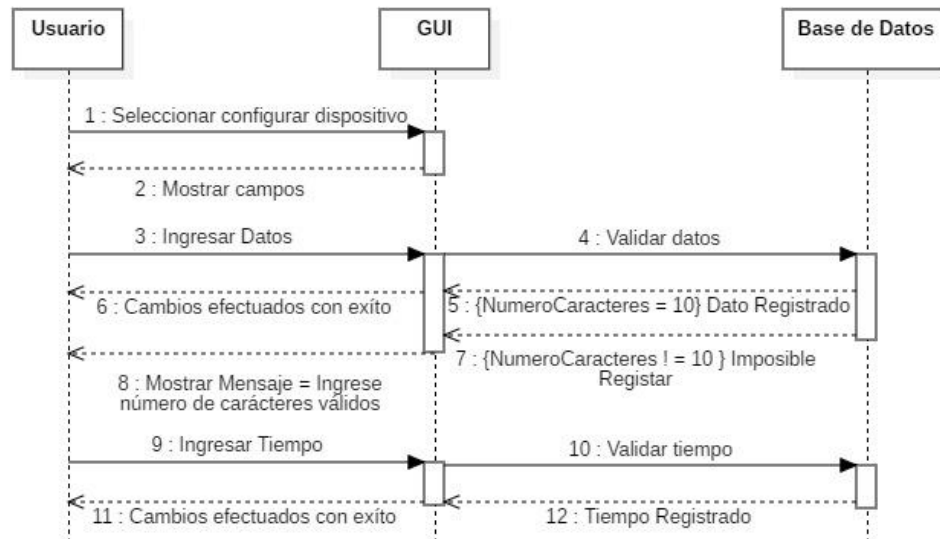 Usuario
GUI
Base de Datos
1 : Seleccionar configurar dispositivo
2 : Mostrar campos
3 : Ingresar Datos
4 : Validar datos
5 : {NumeroCaracteres = 10} Dato Registrado
6 : Cambios efectuados con exíto
7 : {NumeroCaracteres ! = 10 } Imposible
Registar
8 : Mostrar Mensaje = Ingrese
número de carácteres válidos
9 : Ingresar Tiempo
10 : Validar tiempo
11 : Cambios efectuados con exíto
12 : Tiempo Registrado